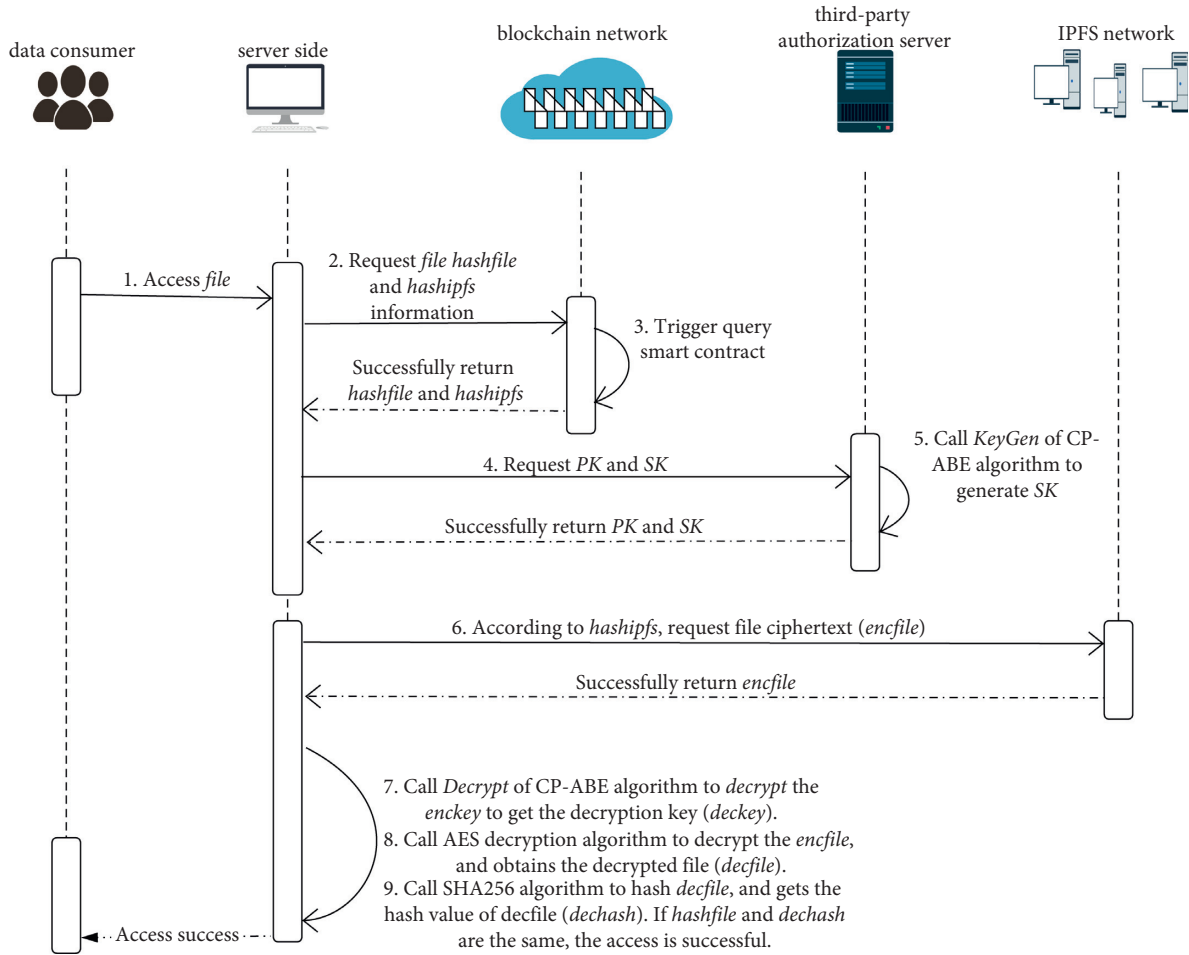 data consumer
server side
blockchain network
third-party
authorization server
IPFS network
1. Access file
2. Request file hashfile
and hashipfs
information
3. Trigger query
smart contract
Successfully return
hashfile and hashipfs
4. Request PK and SK
5. Call KeyGen of CP-
ABE algorithm to
generate SK
Successfully return PK and SK
6. According to hashipfs, request file ciphertext (encfile)
Successfully return encfile
7. Call Decrypt of CP-ABE algorithm to decrypt the
enckey to get the decryption key (deckey).
8. Call AES decryption algorithm to decrypt the encfile,
and obtains the decrypted file (decfile).
9. Call SHA256 algorithm to hash decfile, and gets the
hash value of decfile (dechash). If hashfile and dechash
are the same, the access is successful.
Access success